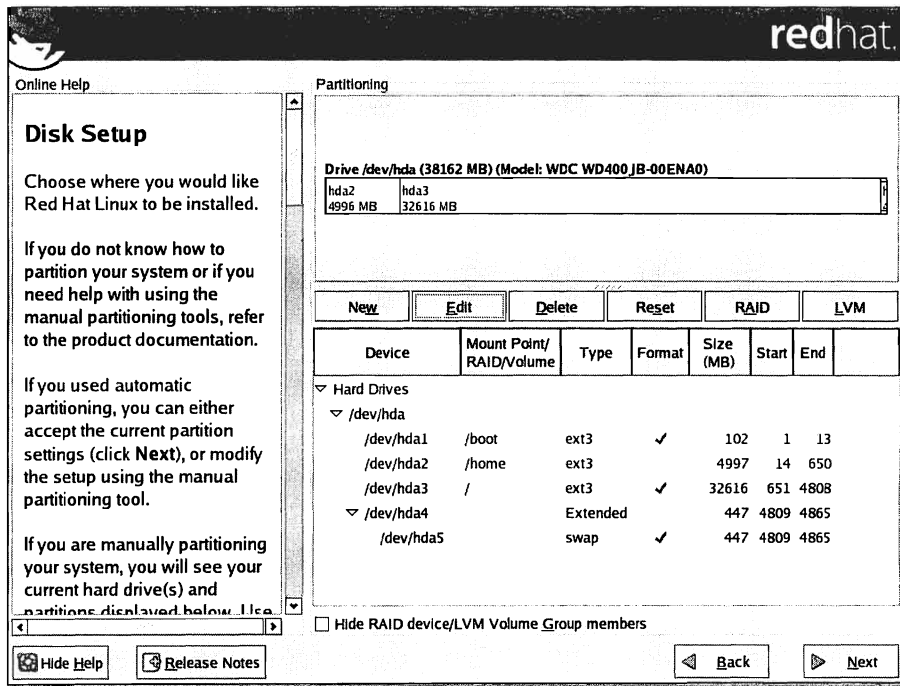 redhat.
Online Help
Disk Setup
Choose where you would like
Red Hat Linux to be installed.
If you do not know how to
partition your system or if you
need help with using the
manual partitioning tools, refer
to the product documentation.
If you used automatic
partitioning, you can either
accept the current partition
settings (click Next), or modify
the setup using the manual
partitioning tool.
If you are manually partitioning
your system, you will see your
current hard drive(s) and
partitions displayed below. Use
Hide Help
Release Notes
Partitioning
Drive /dev/hda (38162 MB) (Model: WDC WD400JB-00ENA0)
hda2 hda3
4996 MB 32616 MB
New Edit Delete Reset RAID LVM
Device Mount Point/ RAID/Volume Type Format Size (MB) Start End
Hard Drives
/dev/hda
/dev/hda1 /boot ext3 ✓ 102 1 13
/dev/hda2 /home ext3 4997 14 650
/dev/hda3 / ext3 ✓ 32616 651 4808
/dev/hda4 Extended 447 4809 4865
/dev/hda5 swap ✓ 447 4809 4865
Hide RAID device/LVM Volume Group members
Back Next